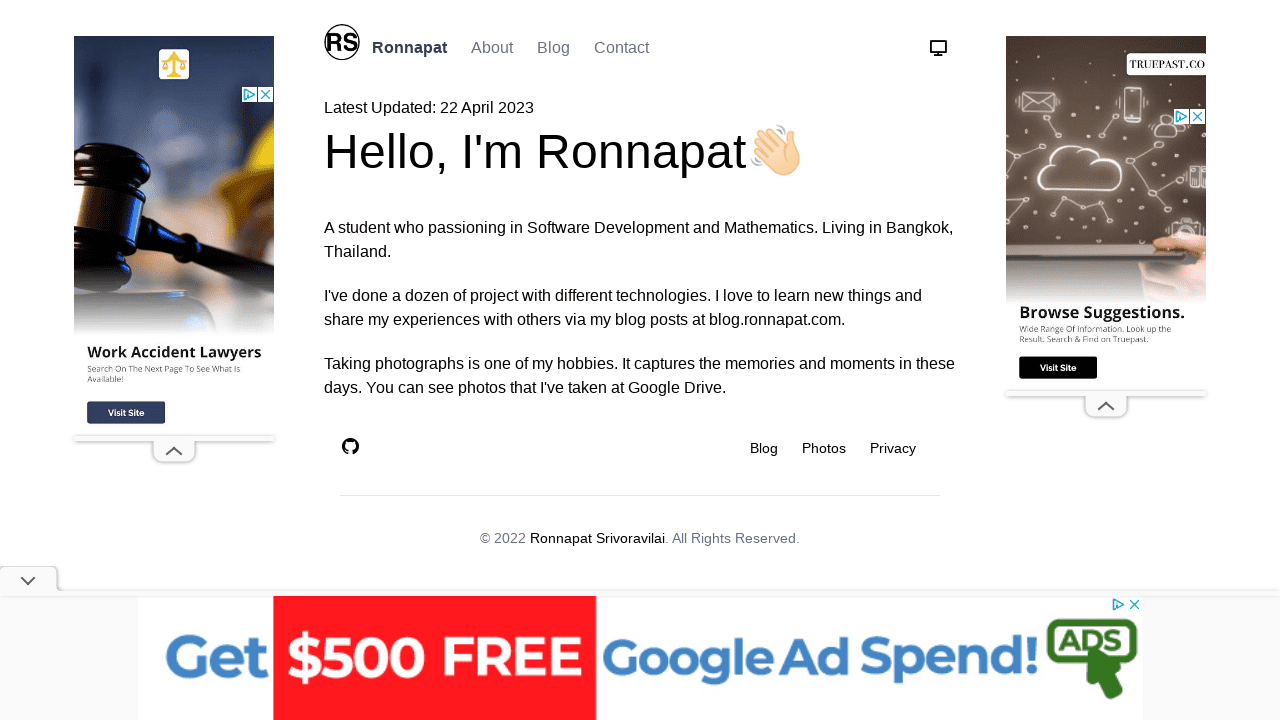 RS
Ronnapat About Blog Contact
Latest Updated: 22 April 2023
Hello, I'm Ronnapat
A student who passioning in Software Development and Mathematics. Living in Bangkok,
Thailand.
I've done a dozen of project with different technologies. I love to learn new things and
share my experiences with others via my blog posts at blog.ronnapat.com.
Taking photographs is one of my hobbies. It captures the memories and moments in these
days. You can see photos that I've taken at Google Drive.
Blog Photos Privacy
© 2022 Ronnapat Srivoravilai. All Rights Reserved.
Work Accident Lawyers
Search On The Next Page To See What Is
Available!
Visit Site
TRUEPAST.CO
Browse Suggestions.
Wide Range Of Information. Look up the
Result. Search & Find on Truepast.
Visit Site
Get $500 FREE Google Ad Spend!
ADS